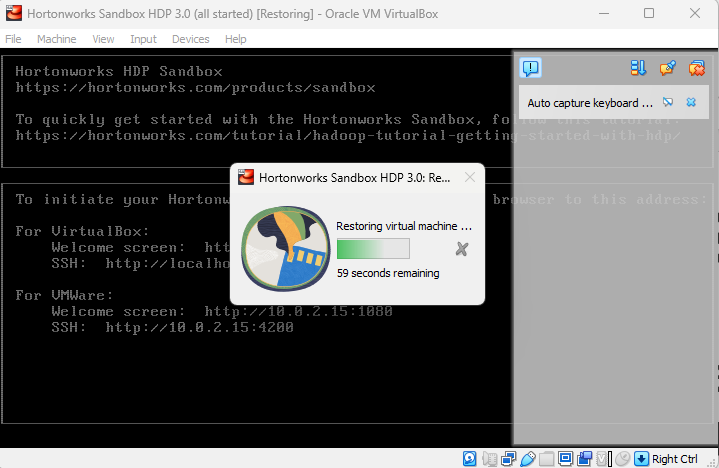 Hortonworks Sandbox HDP 3.0 (all started) [Restoring] - Oracle VM VirtualBox
File Machine View Input Devices Help
Hortonworks HDP Sandbox
https://hortonworks.com/products/sandbox
Auto capture keyboard ...
To quickly get started with the Hortonworks Sandbox, follow this tutorial:
https://hortonworks.com/tutorial/hadoop-tutorial-getting-started-with-hdp/
Hortonworks Sandbox HDP 3.0: Re...
To initiate your Hortonw browser to this address:
Restoring virtual machine ...
59 seconds remaining
For VirtualBox:
Welcome screen: htt
SSH: http://localho
For VMWare:
Welcome screen: http://10.0.2.15:1080
SSH: http://10.0.2.15:4200
Right Ctrl